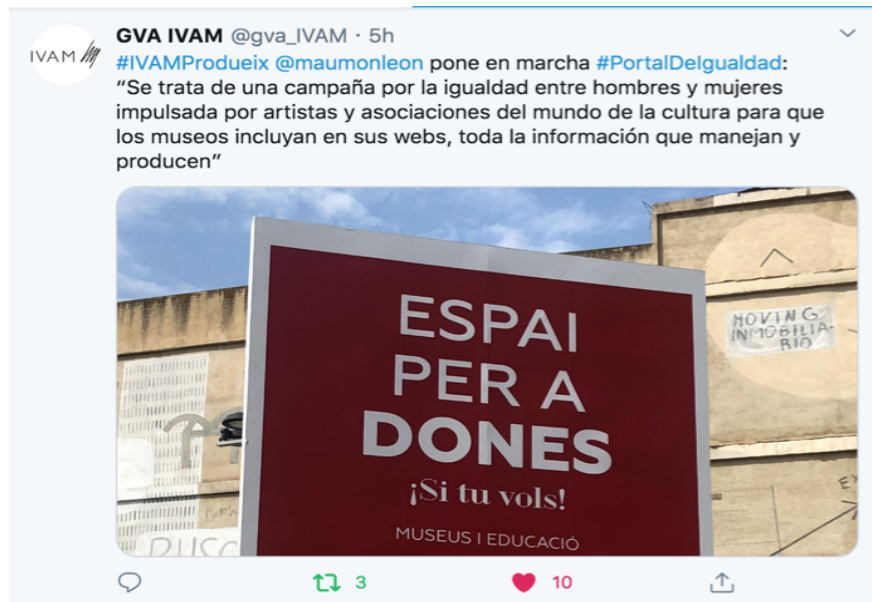 IVAM
GVA IVAM @gva_IVAM · 5h
#IVAMProdueix @maumonleon pone en marcha #PortalDeIgualdad:
“Se trata de una campaña por la igualdad entre hombres y mujeres
impulsada por artistas y asociaciones del mundo de la cultura para que
los museos incluyan en sus webs, toda la información que manejan y
producen”
ESPAI
PER A
DONES
¡Si tu vols!
MUSEUS I EDUCACIÓ
MOVING
INMOBILIA-
RIO
3
10